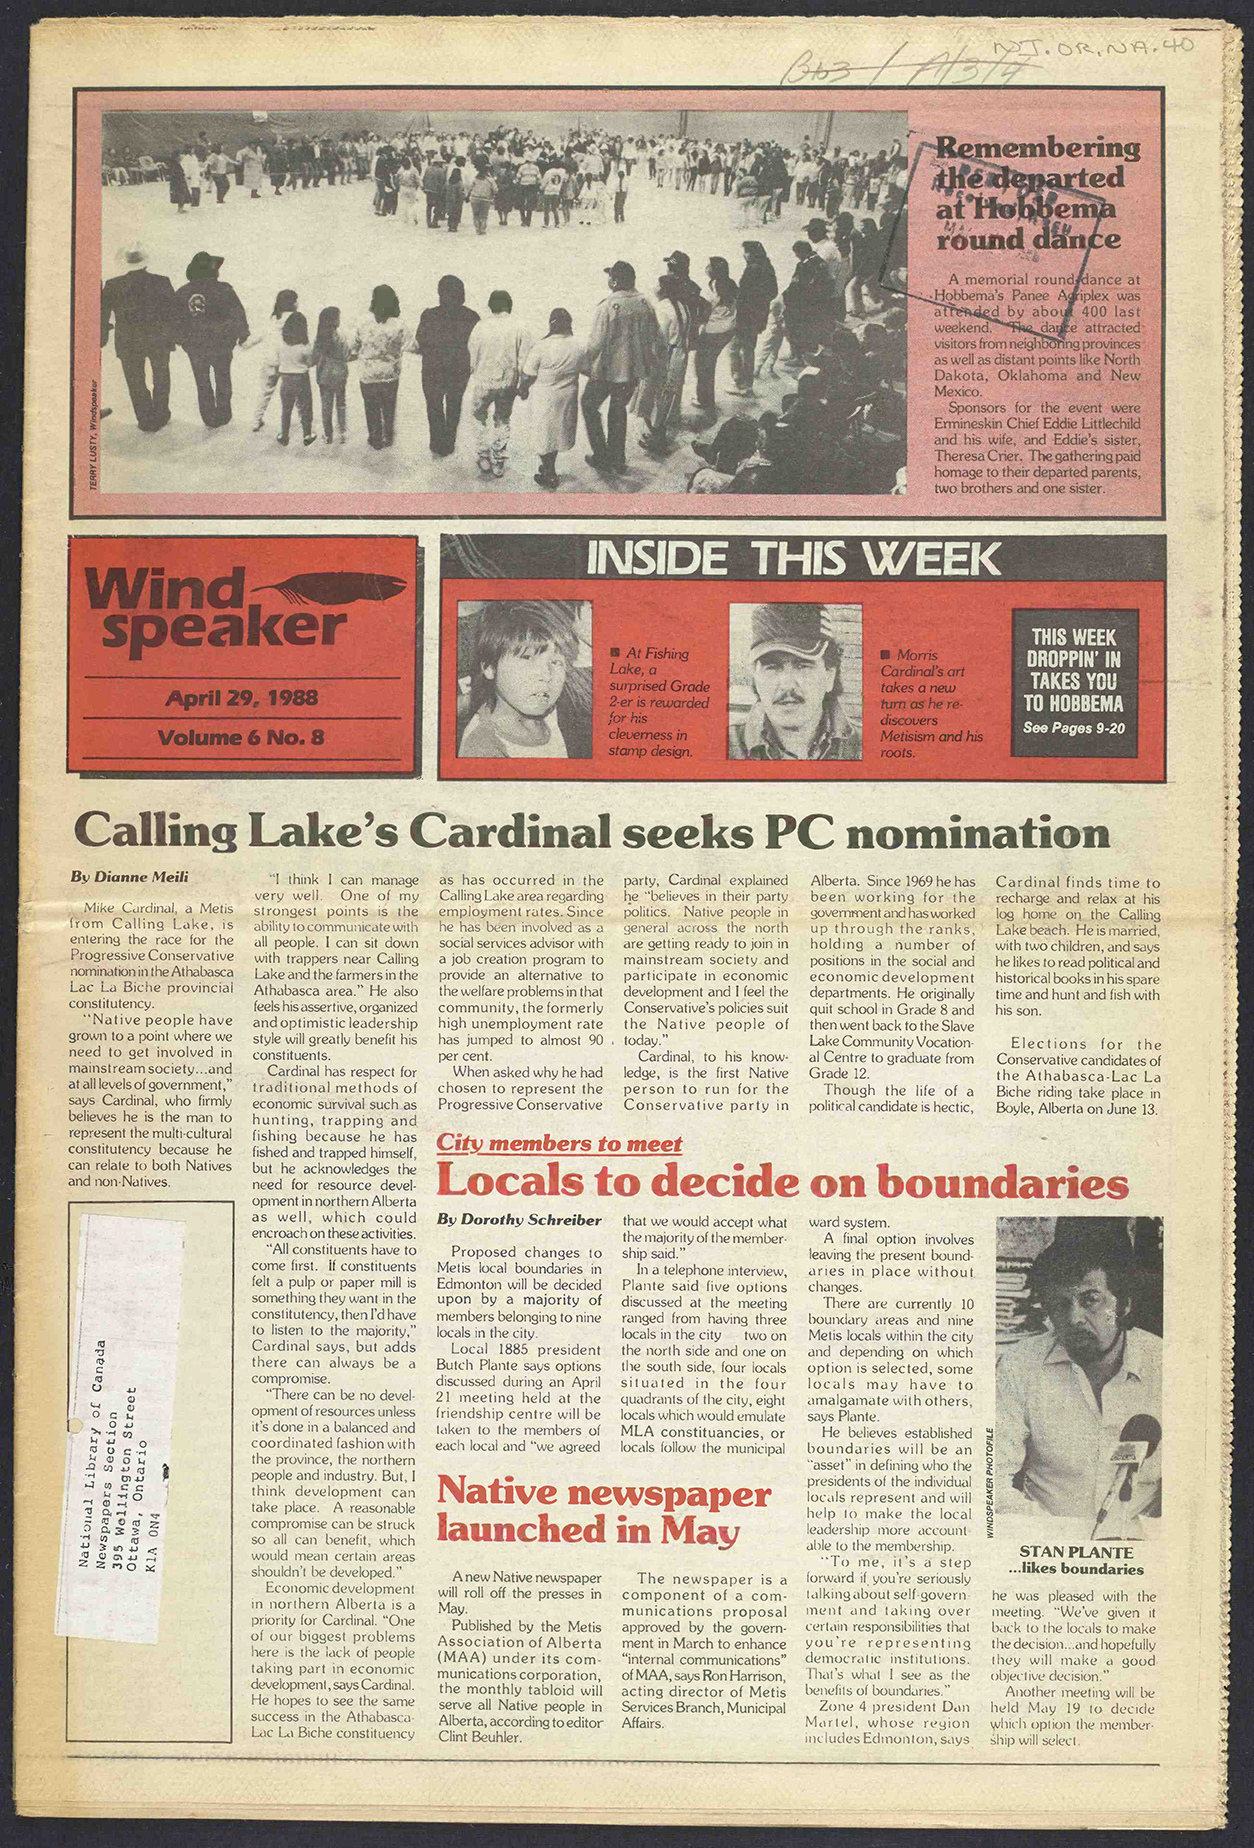 NJ.OR.NA.40
Remembering
the departed
at Hobbema
round dance
A memorial round dance at
Hobbema's Panee Agriplex was
attended by about 400 last
weekend. The dance attracted
visitors from neighboring provinces
as well as distant points like North
Dakota, Oklahoma and New
Mexico.
Sponsors for the event were
Ermineskin Chief Eddie Littlechild
and his wife, and Eddie's sister,
Theresa Crier. The gathering paid
homage to their departed parents,
two brothers and one sister.
TERRY LUSTY, Windspeaker
Wind
speaker
April 29, 1988
Volume 6 No. 8
INSIDE THIS WEEK
■ At Fishing
Lake, a
surprised Grade
2-er is rewarded
for his
cleverness in
stamp design.
■ Morris
Cardinal's art
takes a new
turn as he re-
discovers
Metisism and his
roots.
THIS WEEK
DROPPIN' IN
TAKES YOU
TO HOBBEMA
See Pages 9-20
Calling Lake's Cardinal seeks PC nomination
By Dianne Meili
Mike Cardinal, a Metis
from Calling Lake, is
entering the race for the
Progressive Conservative
nomination in the Athabasca
Lac La Biche provincial
constitutency.
"Native people have
grown to a point where we
need to get involved in
mainstream society...and
at all levels of government,"
says Cardinal, who firmly
believes he is the man to
represent the multi-cultural
constitutency because he
can relate to both Natives
and non-Natives.
"I think I can manage
very well. One of my
strongest points is the
ability to communicate with
all people. I can sit down
with trappers near Calling
Lake and the farmers in the
Athabasca area." He also
feels his assertive, organized
and optimistic leadership
style will greatly benefit his
constituents.
Cardinal has respect for
traditional methods of
economic survival such as
hunting, trapping and
fishing because he has
fished and trapped himself,
but he acknowledges the
need for resource devel-
opment in northern Alberta
as well, which could
encroach on these activities.
"All constituents have to
come first. If constituents
felt a pulp or paper mill is
something they want in the
constitutency, then I'd have
to listen to the majority,"
Cardinal says, but adds
there can always be a
compromise.
"There can be no devel-
opment of resources unless
it's done in a balanced and
coordinated fashion with
the province, the northern
people and industry. But, I
think development can
take place. A reasonable
compromise can be struck
so all can benefit, which
would mean certain areas
shouldn't be developed."
Economic development
in northern Alberta is a
priority for Cardinal. "One
of our biggest problems
here is the lack of people
taking part in economic
development, says Cardinal.
He hopes to see the same
success in the Athabasca-
Lac La Biche constituency
as has occurred in the
Calling Lake area regarding
employment rates. Since
he has been involved as a
social services advisor with
a job creation program to
provide an alternative to
the welfare problems in that
community, the formerly
high unemployment rate
has jumped to almost 90
per cent.
When asked why he had
chosen to represent the
Progressive Conservative
party, Cardinal explained
he "believes in their party
politics. Native people in
general across the north
are getting ready to join in
mainstream society and
participate in economic
development and I feel the
Conservative's policies suit
the Native people of
today."
Cardinal, to his know-
ledge, is the first Native
person to run for the
Conservative party in
Alberta. Since 1969 he has
been working for the
government and has worked
up through the ranks,
holding a number of
positions in the social and
economic development
departments. He originally
quit school in Grade 8 and
then went back to the Slave
Lake Community Vocation-
al Centre to graduate from
Grade 12.
Though the life of a
political candidate is hectic,
Cardinal finds time to
recharge and relax at his
log home on the Calling
Lake beach. He is married,
with two children, and says
he likes to read political and
historical books in his spare
time and hunt and fish with
his son.
Elections for the
Conservative candidates of
the Athabasca-Lac La
Biche riding take place in
Boyle, Alberta on June 13.
City members to meet
Locals to decide on boundaries
By Dorothy Schreiber
Proposed changes to
Metis local boundaries in
Edmonton will be decided
upon by a majority of
members belonging to nine
locals in the city.
Local 1885 president
Butch Plante says options
discussed during an April
21 meeting held at the
friendship centre will be
taken to the members of
each local and "we agreed
that we would accept what
the majority of the member-
ship said."
In a telephone interview,
Plante said five options
discussed at the meeting
ranged from having three
locals in the city two on
the north side and one on
the south side, four locals
situated in the four
quadrants of the city, eight
locals which would emulate
MLA constituancies, or
locals follow the municipal
ward system.
A final option involves
leaving the present bound-
aries in place without
changes.
There are currently 10
boundary areas and nine
Metis locals within the city
and depending on which
option is selected, some
locals may have to
amalgamate with others,
says Plante.
He believes established
boundaries will be an
"asset" in defining who the
presidents of the individual
locals represent and will
help to make the local
leadership more account-
able to the membership.
"To me, it's a step
forward if you're seriously
talking about self-govern-
ment and taking over
certain responsibilities that
you're representing
democratic institutions.
That's what I see as the
benefits of boundaries."
Zone 4 president Dan
Martel, whose region
includes Edmonton, says
WINDSPEAKER PHOTOFILE
STAN PLANTE
...likes boundaries
he was pleased with the
meeting. "We've given it
back to the locals to make
the decision...and hopefully
they will make a good
objective decision."
Another meeting will be
held May 19 to decide
which option the member-
ship will select.
Native newspaper
launched in May
A new Native newspaper
will roll off the presses in
May.
Published by the Metis
Association of Alberta
(MAA) under its com-
munications corporation,
the monthly tabloid will
serve all Native people in
Alberta, according to editor
Clint Beuhler.
The newspaper is a
component of a com-
munications proposal
approved by the govern-
ment in March to enhance
"internal communications"
of MAA, says Ron Harrison,
acting director of Metis
Services Branch, Municipal
Affairs.
National Library of Canada
Newspapers Section
395 Wellington Street
Ottawa, Ontario
K1A 0N4